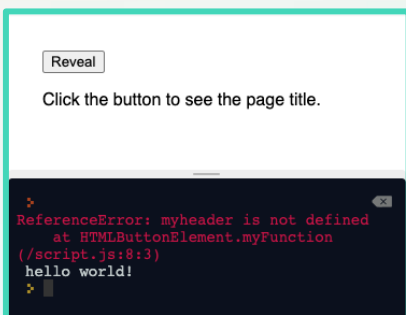 Reveal
Click the button to see the page title.
ReferenceError: myheader is not defined
at HTMLButtonElement.myFunction
(/script.js:8:3)
hello world!